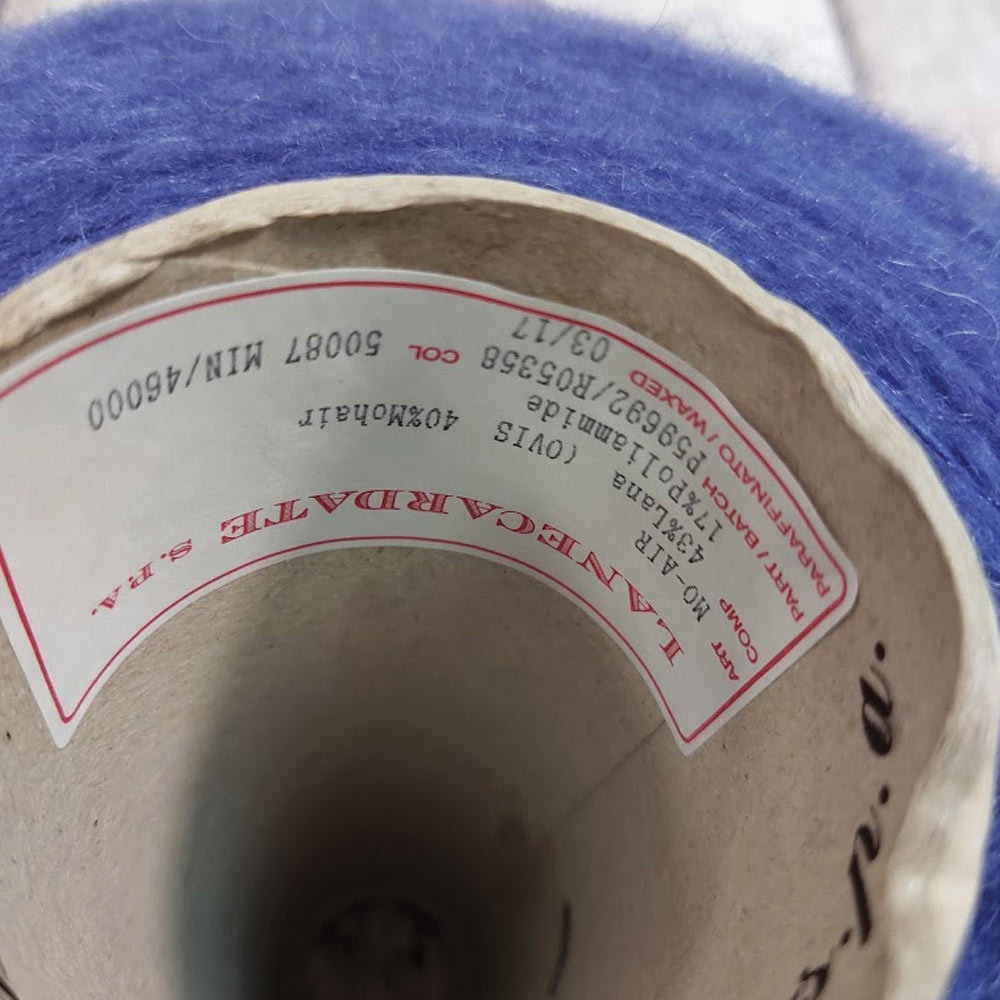 LANECARDATE S.P.A.
ART MO-AIR (OVIS 40%Mohair
COMP 43%Lana
17%Poliammide
PART / BATCH P59692/R05358 COL 50087 MIN/46000
PARAFFINATO / WAXED 03/17